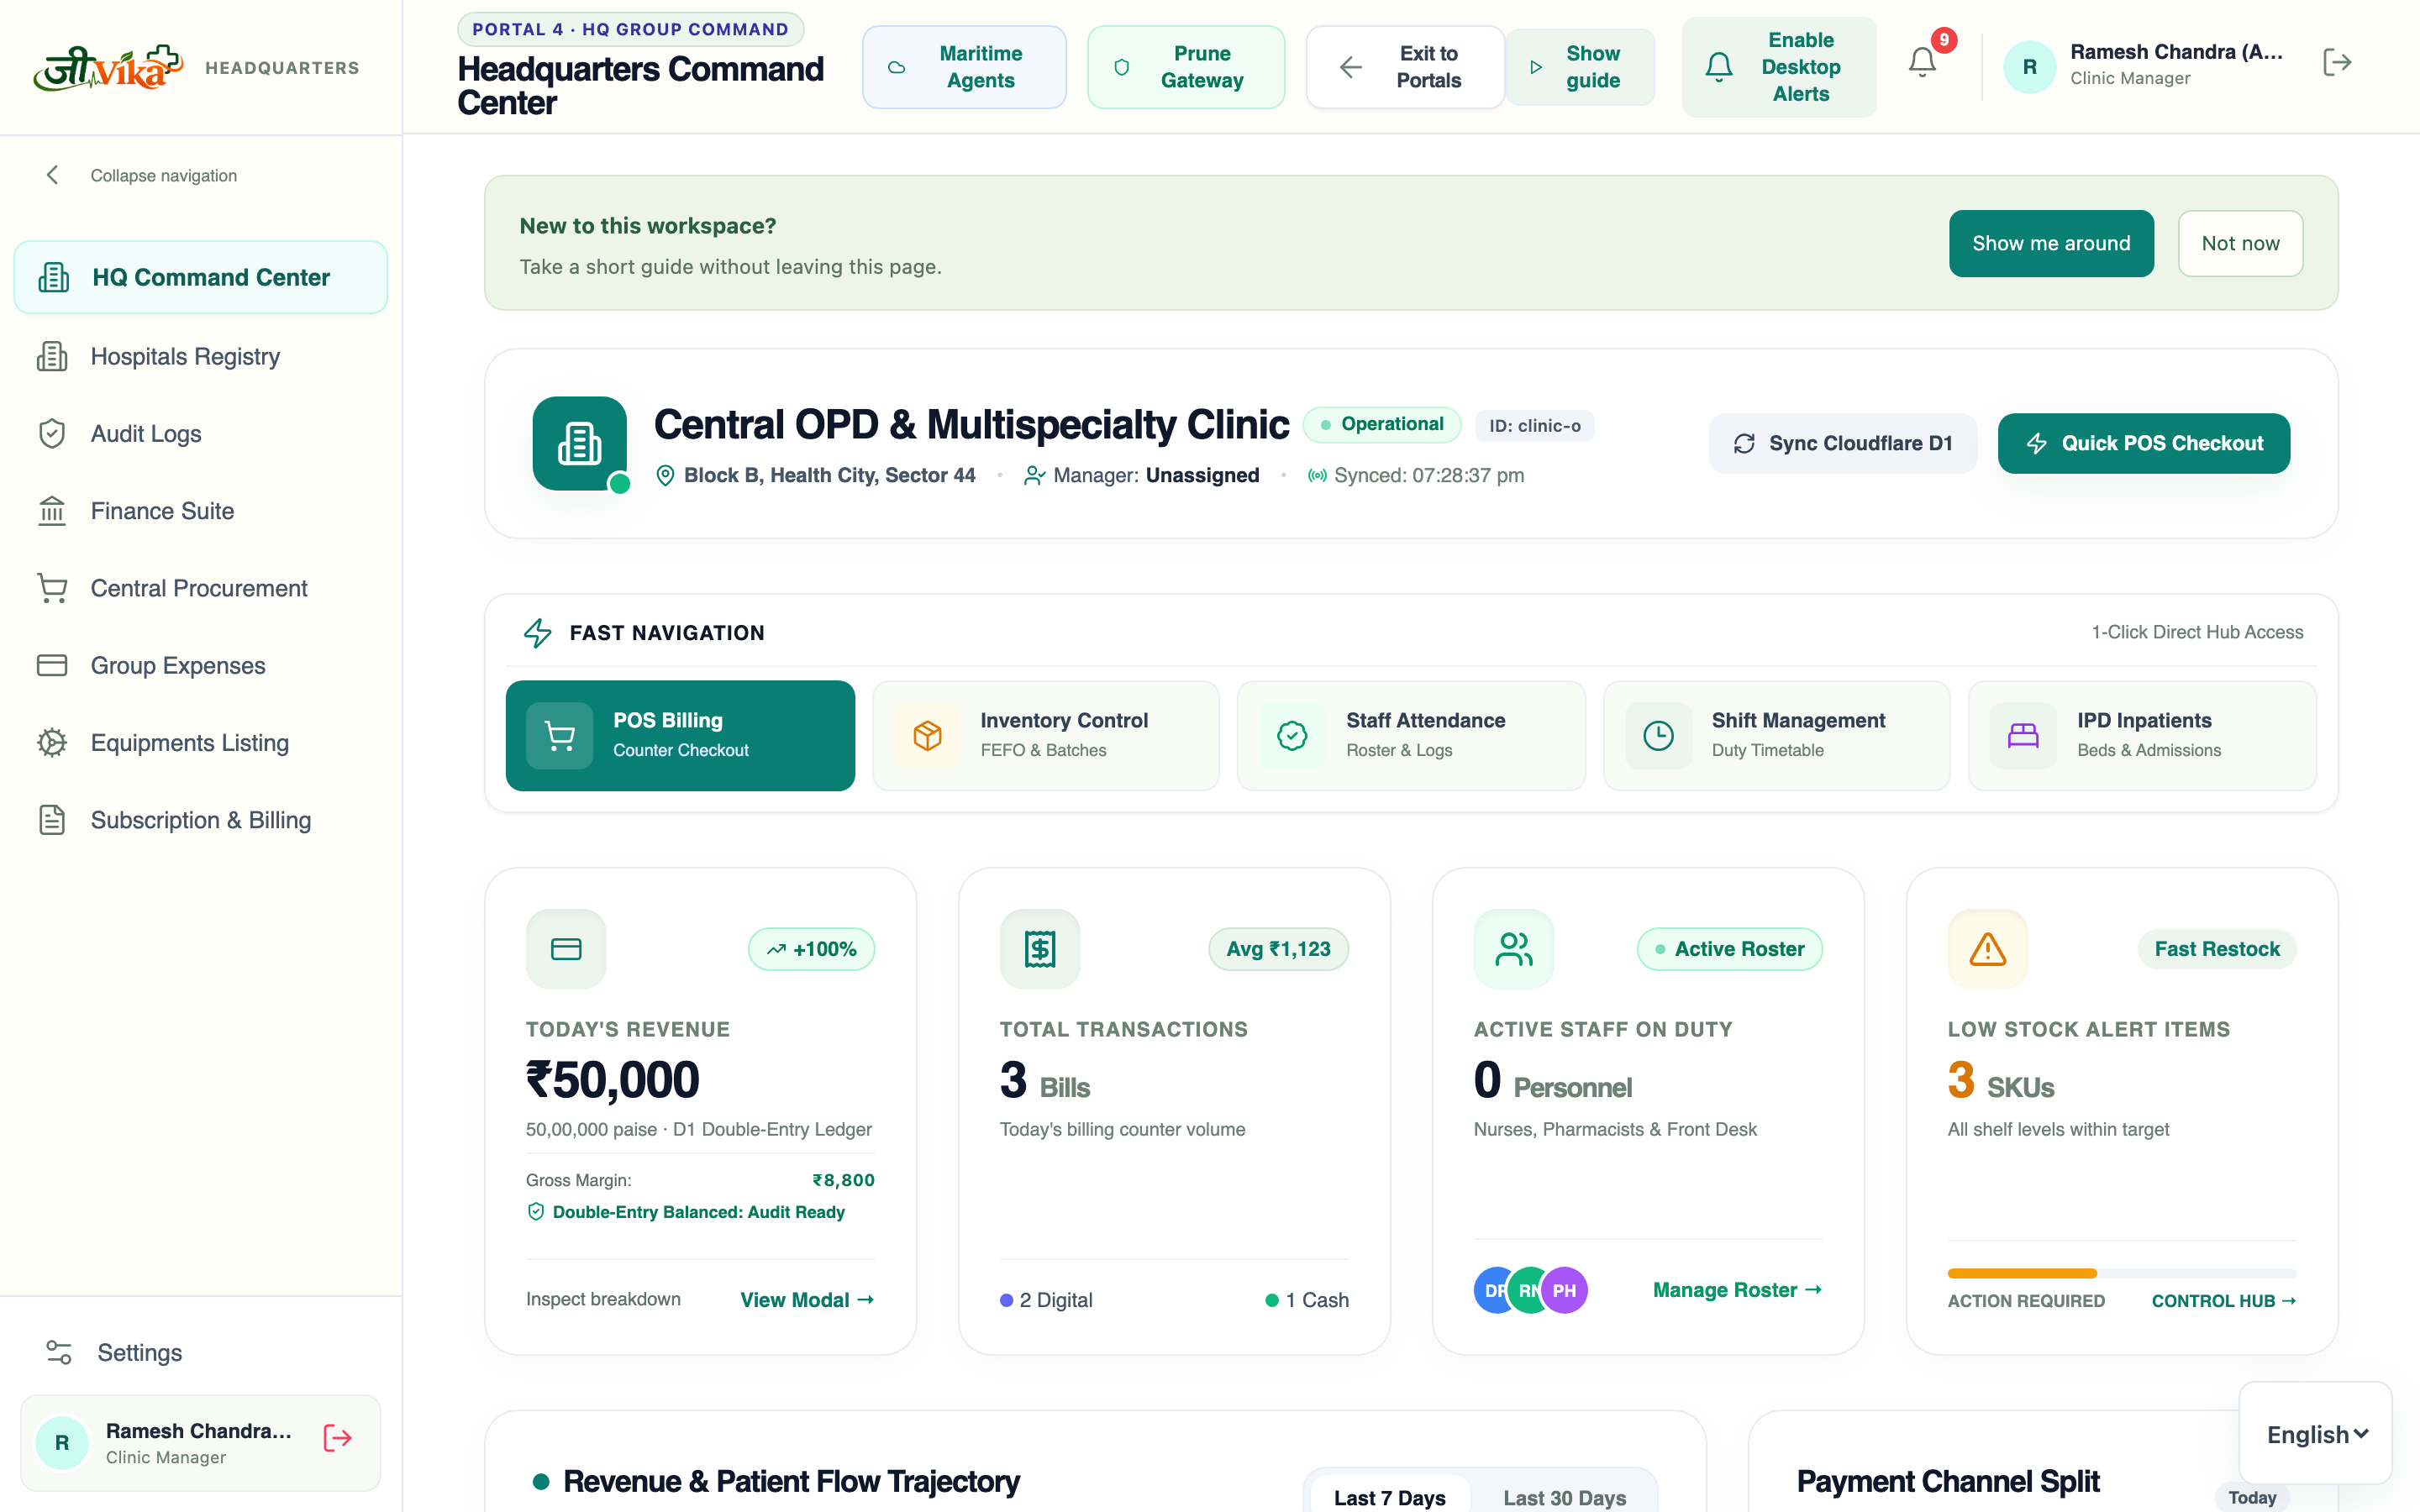 जीvika
HEADQUARTERS
Collapse navigation
HQ Command Center
Hospitals Registry
Audit Logs
Finance Suite
Central Procurement
Group Expenses
Equipments Listing
Subscription & Billing
Settings
R
Ramesh Chandra...
Clinic Manager
PORTAL 4 · HQ GROUP COMMAND
Headquarters Command
Center
Maritime
Agents
Prune
Gateway
Exit to
Portals
Show
guide
Enable
Desktop
Alerts
9
R
Ramesh Chandra (A...
Clinic Manager
New to this workspace?
Take a short guide without leaving this page.
Show me around
Not now
Central OPD & Multispecialty Clinic
Operational
ID: clinic-o
Block B, Health City, Sector 44
Manager: Unassigned
Synced: 07:28:37 pm
Sync Cloudflare D1
Quick POS Checkout
FAST NAVIGATION
1-Click Direct Hub Access
POS Billing
Counter Checkout
Inventory Control
FEFO & Batches
Staff Attendance
Roster & Logs
Shift Management
Duty Timetable
IPD Inpatients
Beds & Admissions
+100%
TODAY'S REVENUE
₹50,000
50,00,000 paise · D1 Double-Entry Ledger
Gross Margin: ₹8,800
Double-Entry Balanced: Audit Ready
Inspect breakdown
View Modal →
Avg ₹1,123
TOTAL TRANSACTIONS
3 Bills
Today's billing counter volume
2 Digital
1 Cash
Active Roster
ACTIVE STAFF ON DUTY
0 Personnel
Nurses, Pharmacists & Front Desk
RN
PH
Manage Roster →
Fast Restock
LOW STOCK ALERT ITEMS
3 SKUs
All shelf levels within target
ACTION REQUIRED
CONTROL HUB →
Revenue & Patient Flow Trajectory
Last 7 Days
Last 30 Days
Payment Channel Split
Today
English